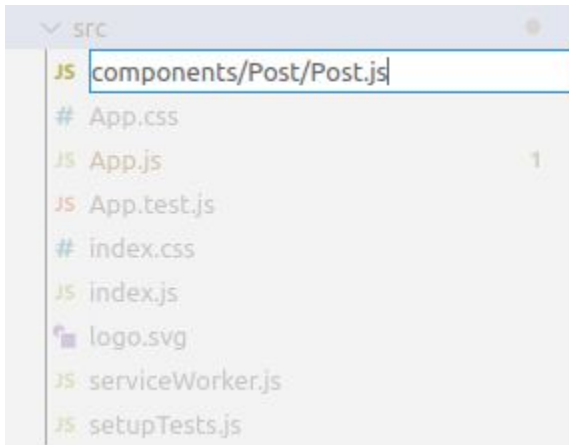 src
JS components/Post/Post.js
# App.css
JS App.js 1
JS App.test.js
# index.css
JS index.js
logo.svg
JS serviceWorker.js
JS setupTests.js